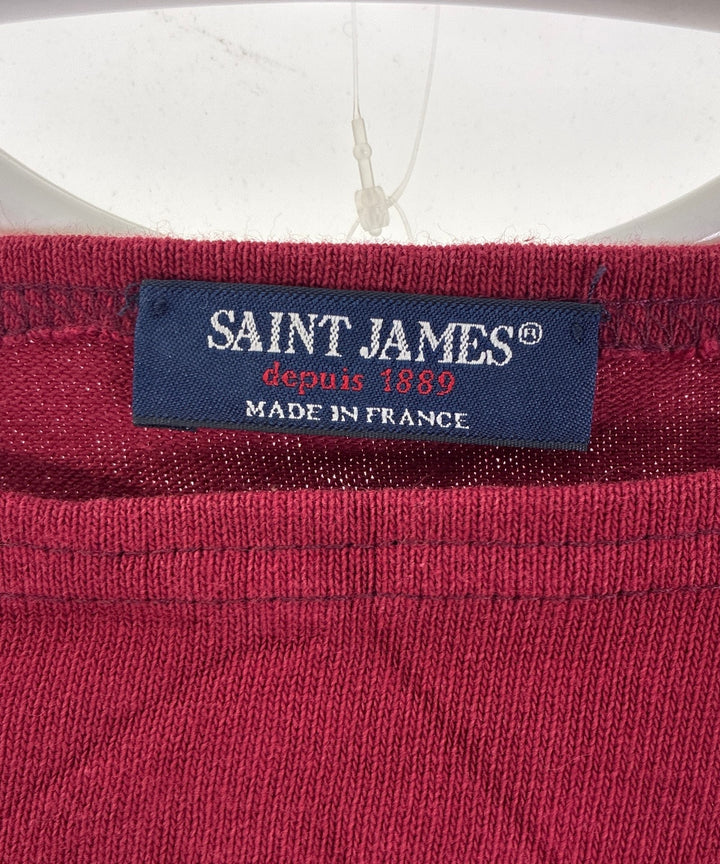 SAINT JAMES®
depuis 1889
MADE IN FRANCE